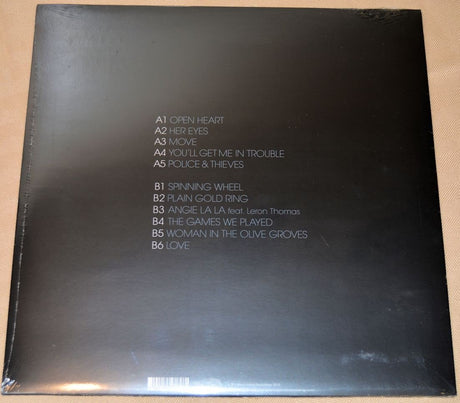 A1 OPEN HEART
A2 HER EYES
A3 MOVE
A4 YOU'LL GET ME IN TROUBLE
A5 POLICE & THIEVES
B1 SPINNING WHEEL
B2 PLAIN GOLD RING
B3 ANGIE LA LA feat. Leron Thomas
B4 THE GAMES WE PLAYED
B5 WOMAN IN THE OLIVE GROVES
B6 LOVE